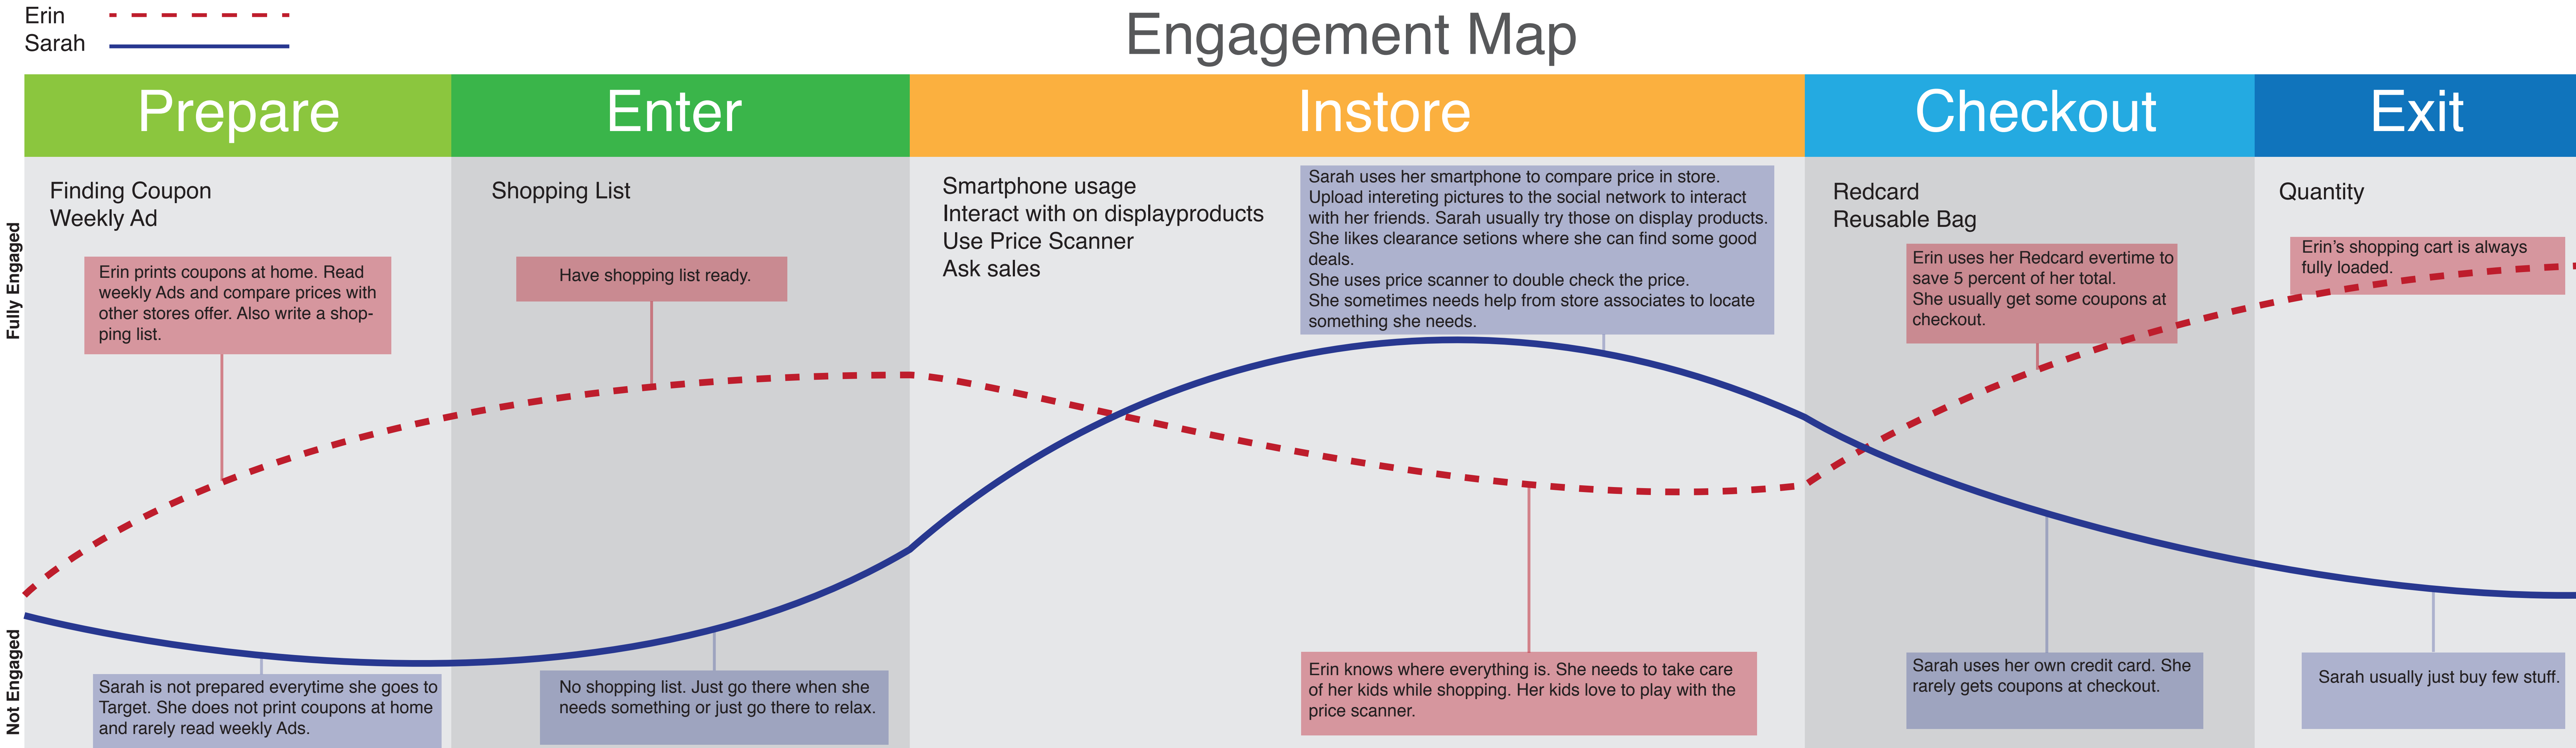 Erin
Sarah
Engagement Map
Prepare
Enter
Instore
Checkout
Exit
Fully Engaged
Not Engaged
Finding Coupon
Weekly Ad
Erin prints coupons at home. Read
weekly Ads and compare prices with
other stores offer. Also write a shop-
ping list.
Sarah is not prepared everytime she goes to
Target. She does not print coupons at home
and rarely read weekly Ads.
Shopping List
Have shopping list ready.
No shopping list. Just go there when she
needs something or just go there to relax.
Smartphone usage
Interact with on displayproducts
Use Price Scanner
Ask sales
Sarah uses her smartphone to compare price in store.
Upload intereting pictures to the social network to interact
with her friends. Sarah usually try those on display products.
She likes clearance setions where she can find some good
deals.
She uses price scanner to double check the price.
She sometimes needs help from store associates to locate
something she needs.
Erin knows where everything is. She needs to take care
of her kids while shopping. Her kids love to play with the
price scanner.
Redcard
Reusable Bag
Erin uses her Redcard evertime to
save 5 percent of her total.
She usually get some coupons at
checkout.
Sarah uses her own credit card. She
rarely gets coupons at checkout.
Quantity
Erin’s shopping cart is always
fully loaded.
Sarah usually just buy few stuff.